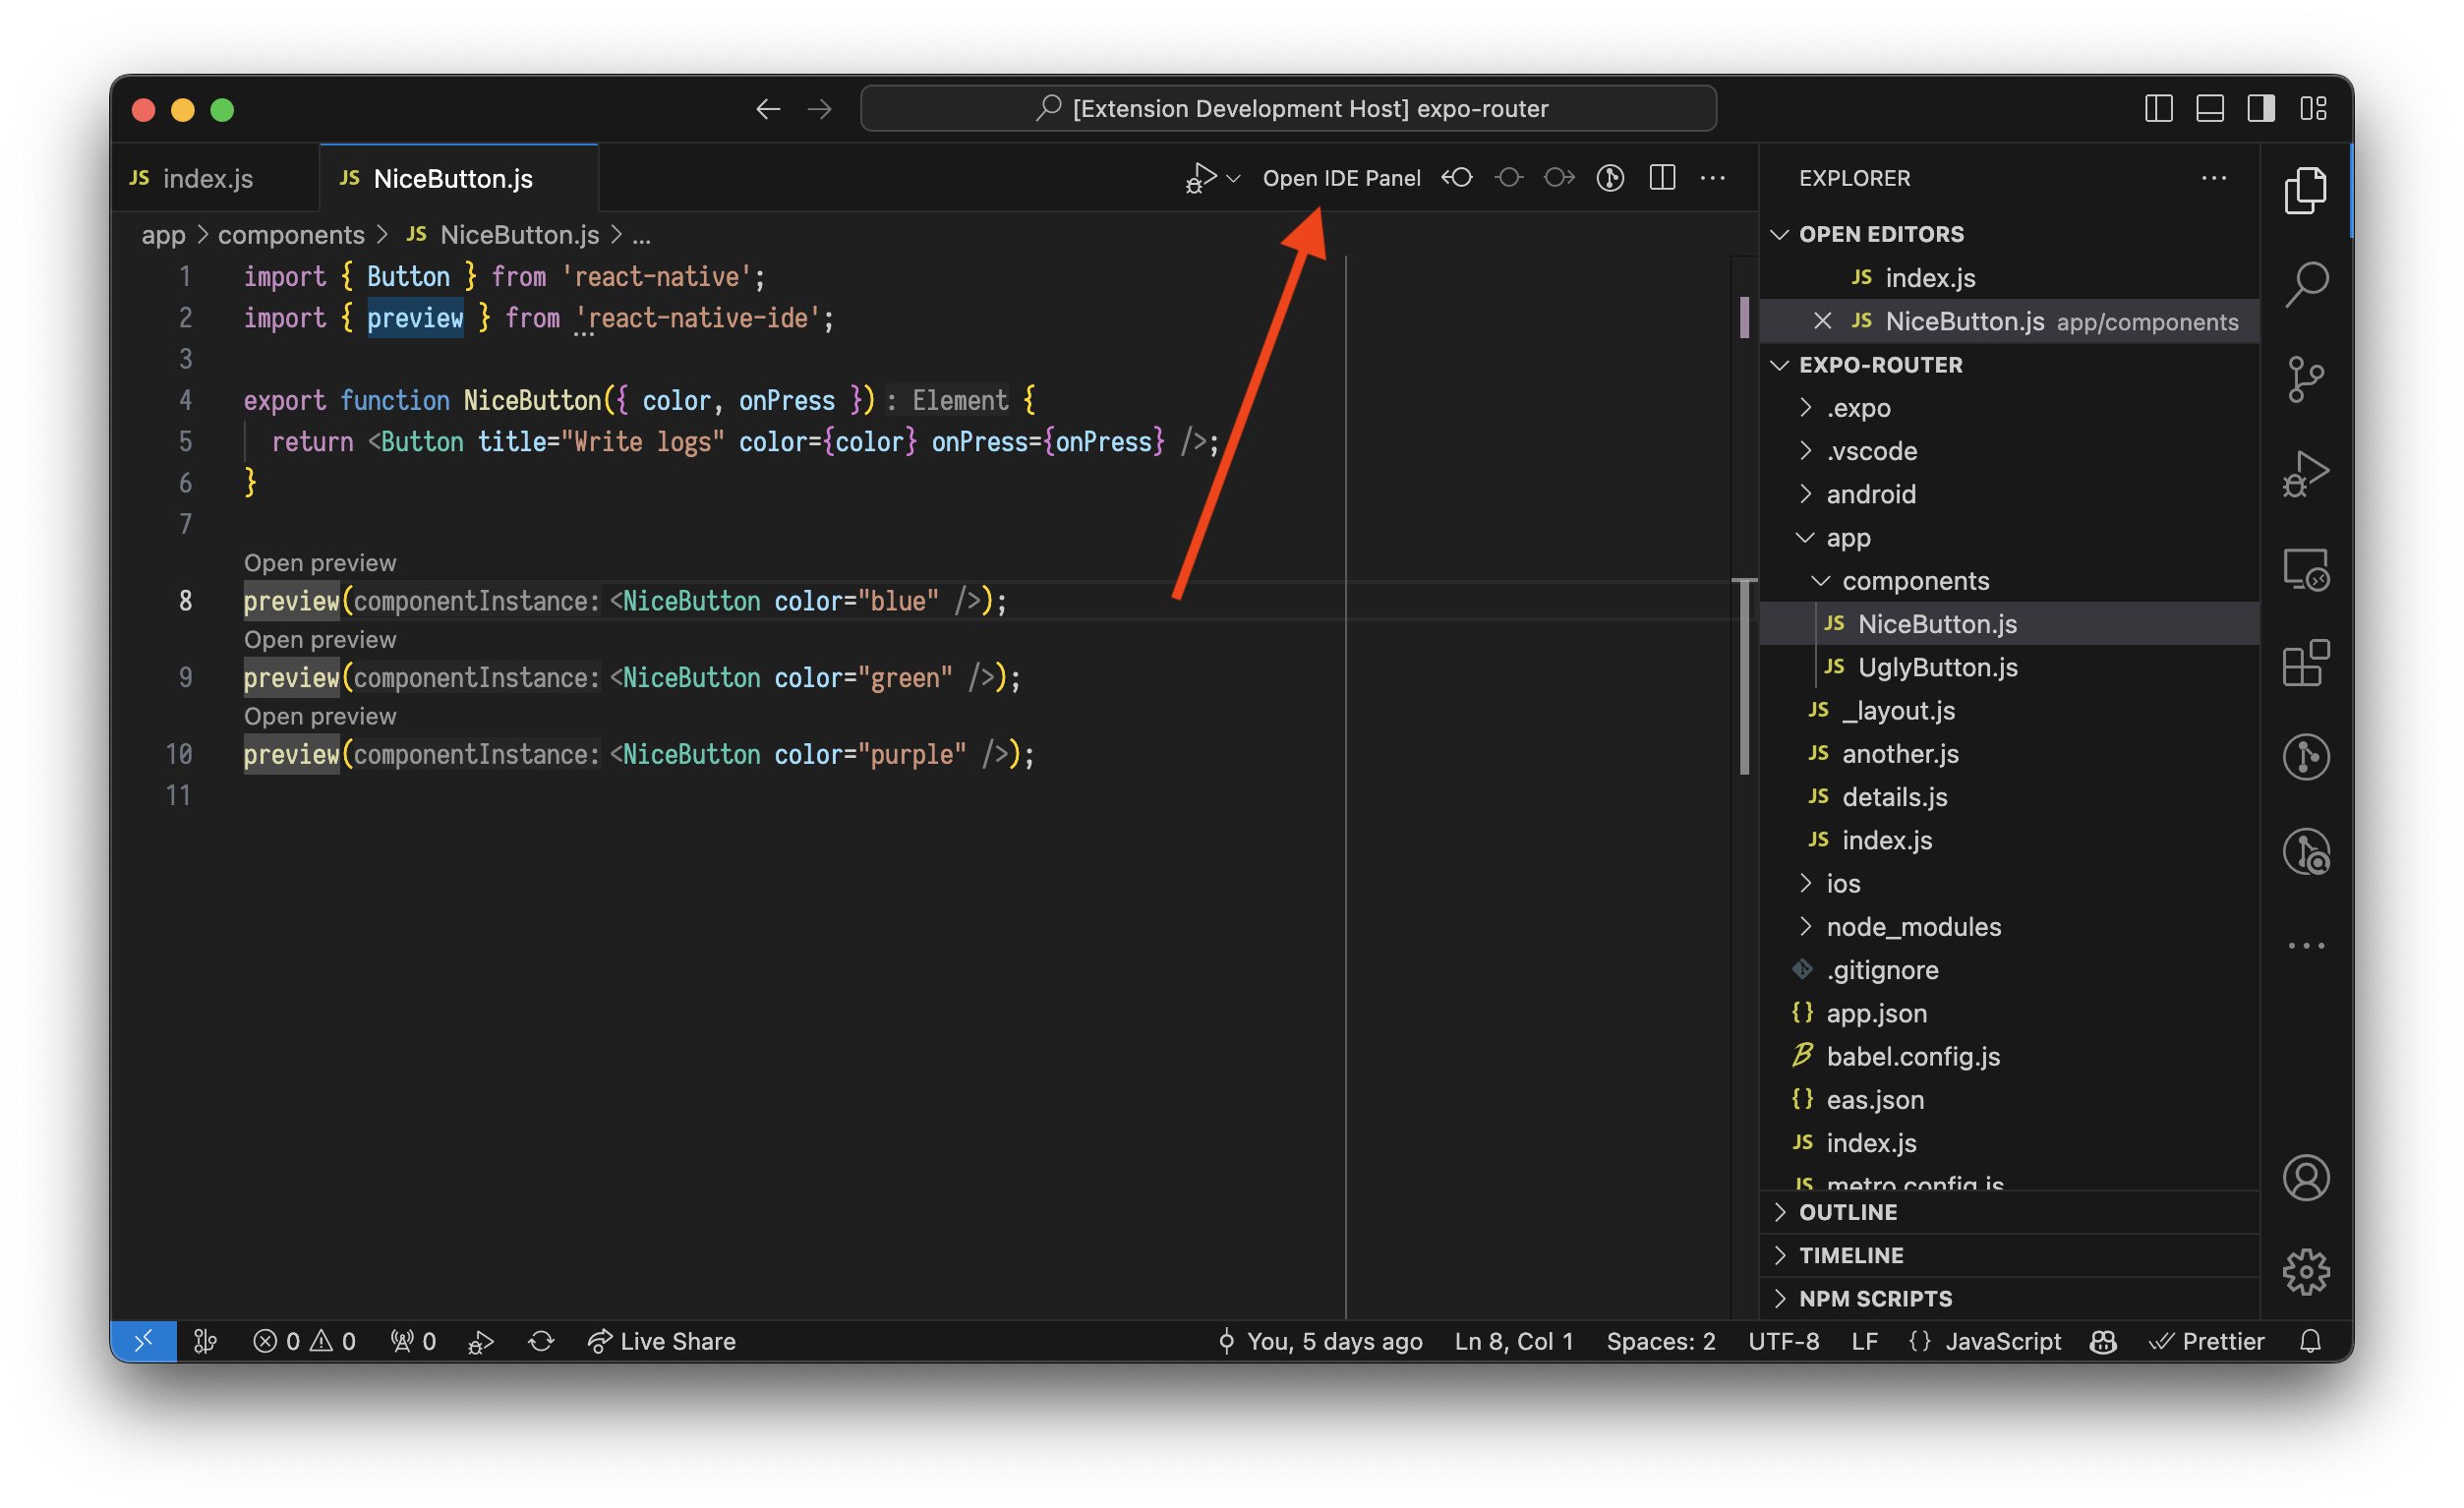 [Extension Development Host] expo-router
JS index.js
JS NiceButton.js
Open IDE Panel
app > components > JS NiceButton.js > ...
1 import { Button } from 'react-native';
2 import { preview } from 'react-native-ide';
3
4 export function NiceButton({ color, onPress }) : Element {
5 return <Button title="Write logs" color={color} onPress={onPress} />;
6 }
7
Open preview
8 preview(componentInstance: <NiceButton color="blue" />);
Open preview
9 preview(componentInstance: <NiceButton color="green" />);
Open preview
10 preview(componentInstance: <NiceButton color="purple" />);
11
EXPLORER
OPEN EDITORS
JS index.js
JS NiceButton.js app/components
EXPO-ROUTER
.expo
.vscode
android
app
components
JS NiceButton.js
JS UglyButton.js
JS _layout.js
JS another.js
JS details.js
JS index.js
ios
node_modules
.gitignore
{} app.json
babel.config.js
{} eas.json
JS index.js
JS metro.config.js
OUTLINE
TIMELINE
NPM SCRIPTS
0 0 0 Live Share
You, 5 days ago Ln 8, Col 1 Spaces: 2 UTF-8 LF {} JavaScript Prettier